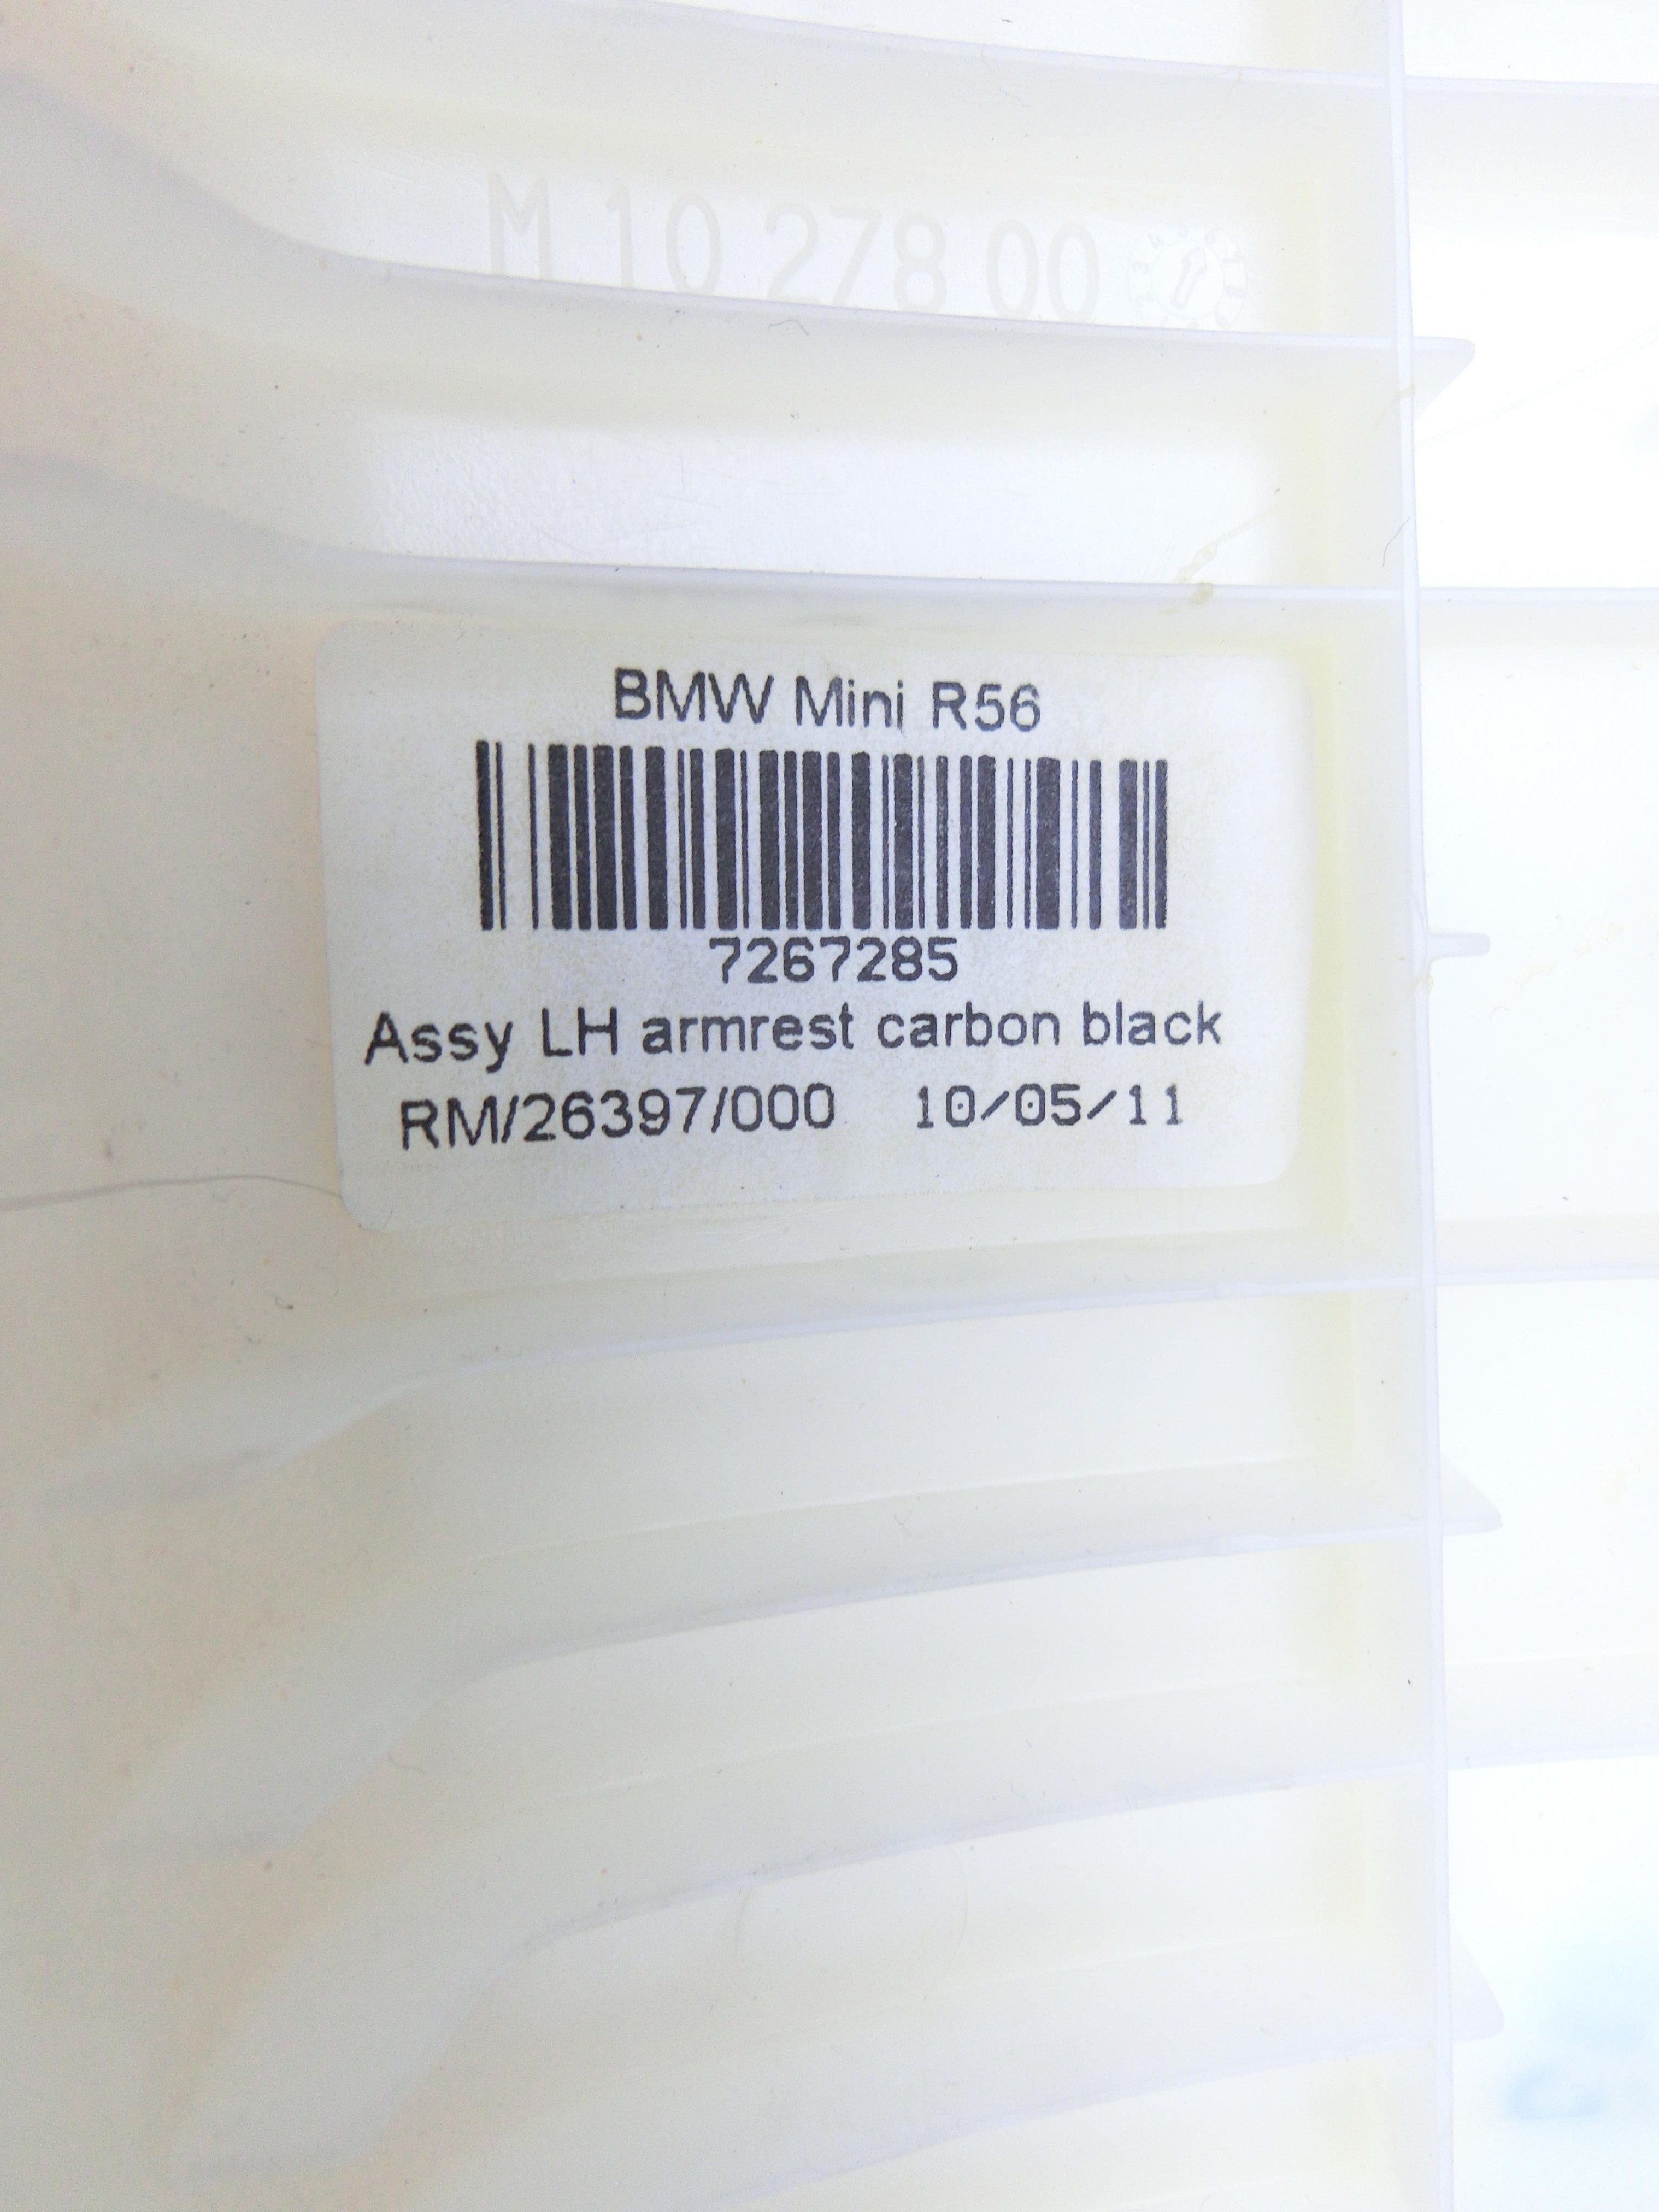 M 10 278 00
BMW Mini R56
7267285
Assy LH armrest carbon black
RM/26397/000 10/05/11